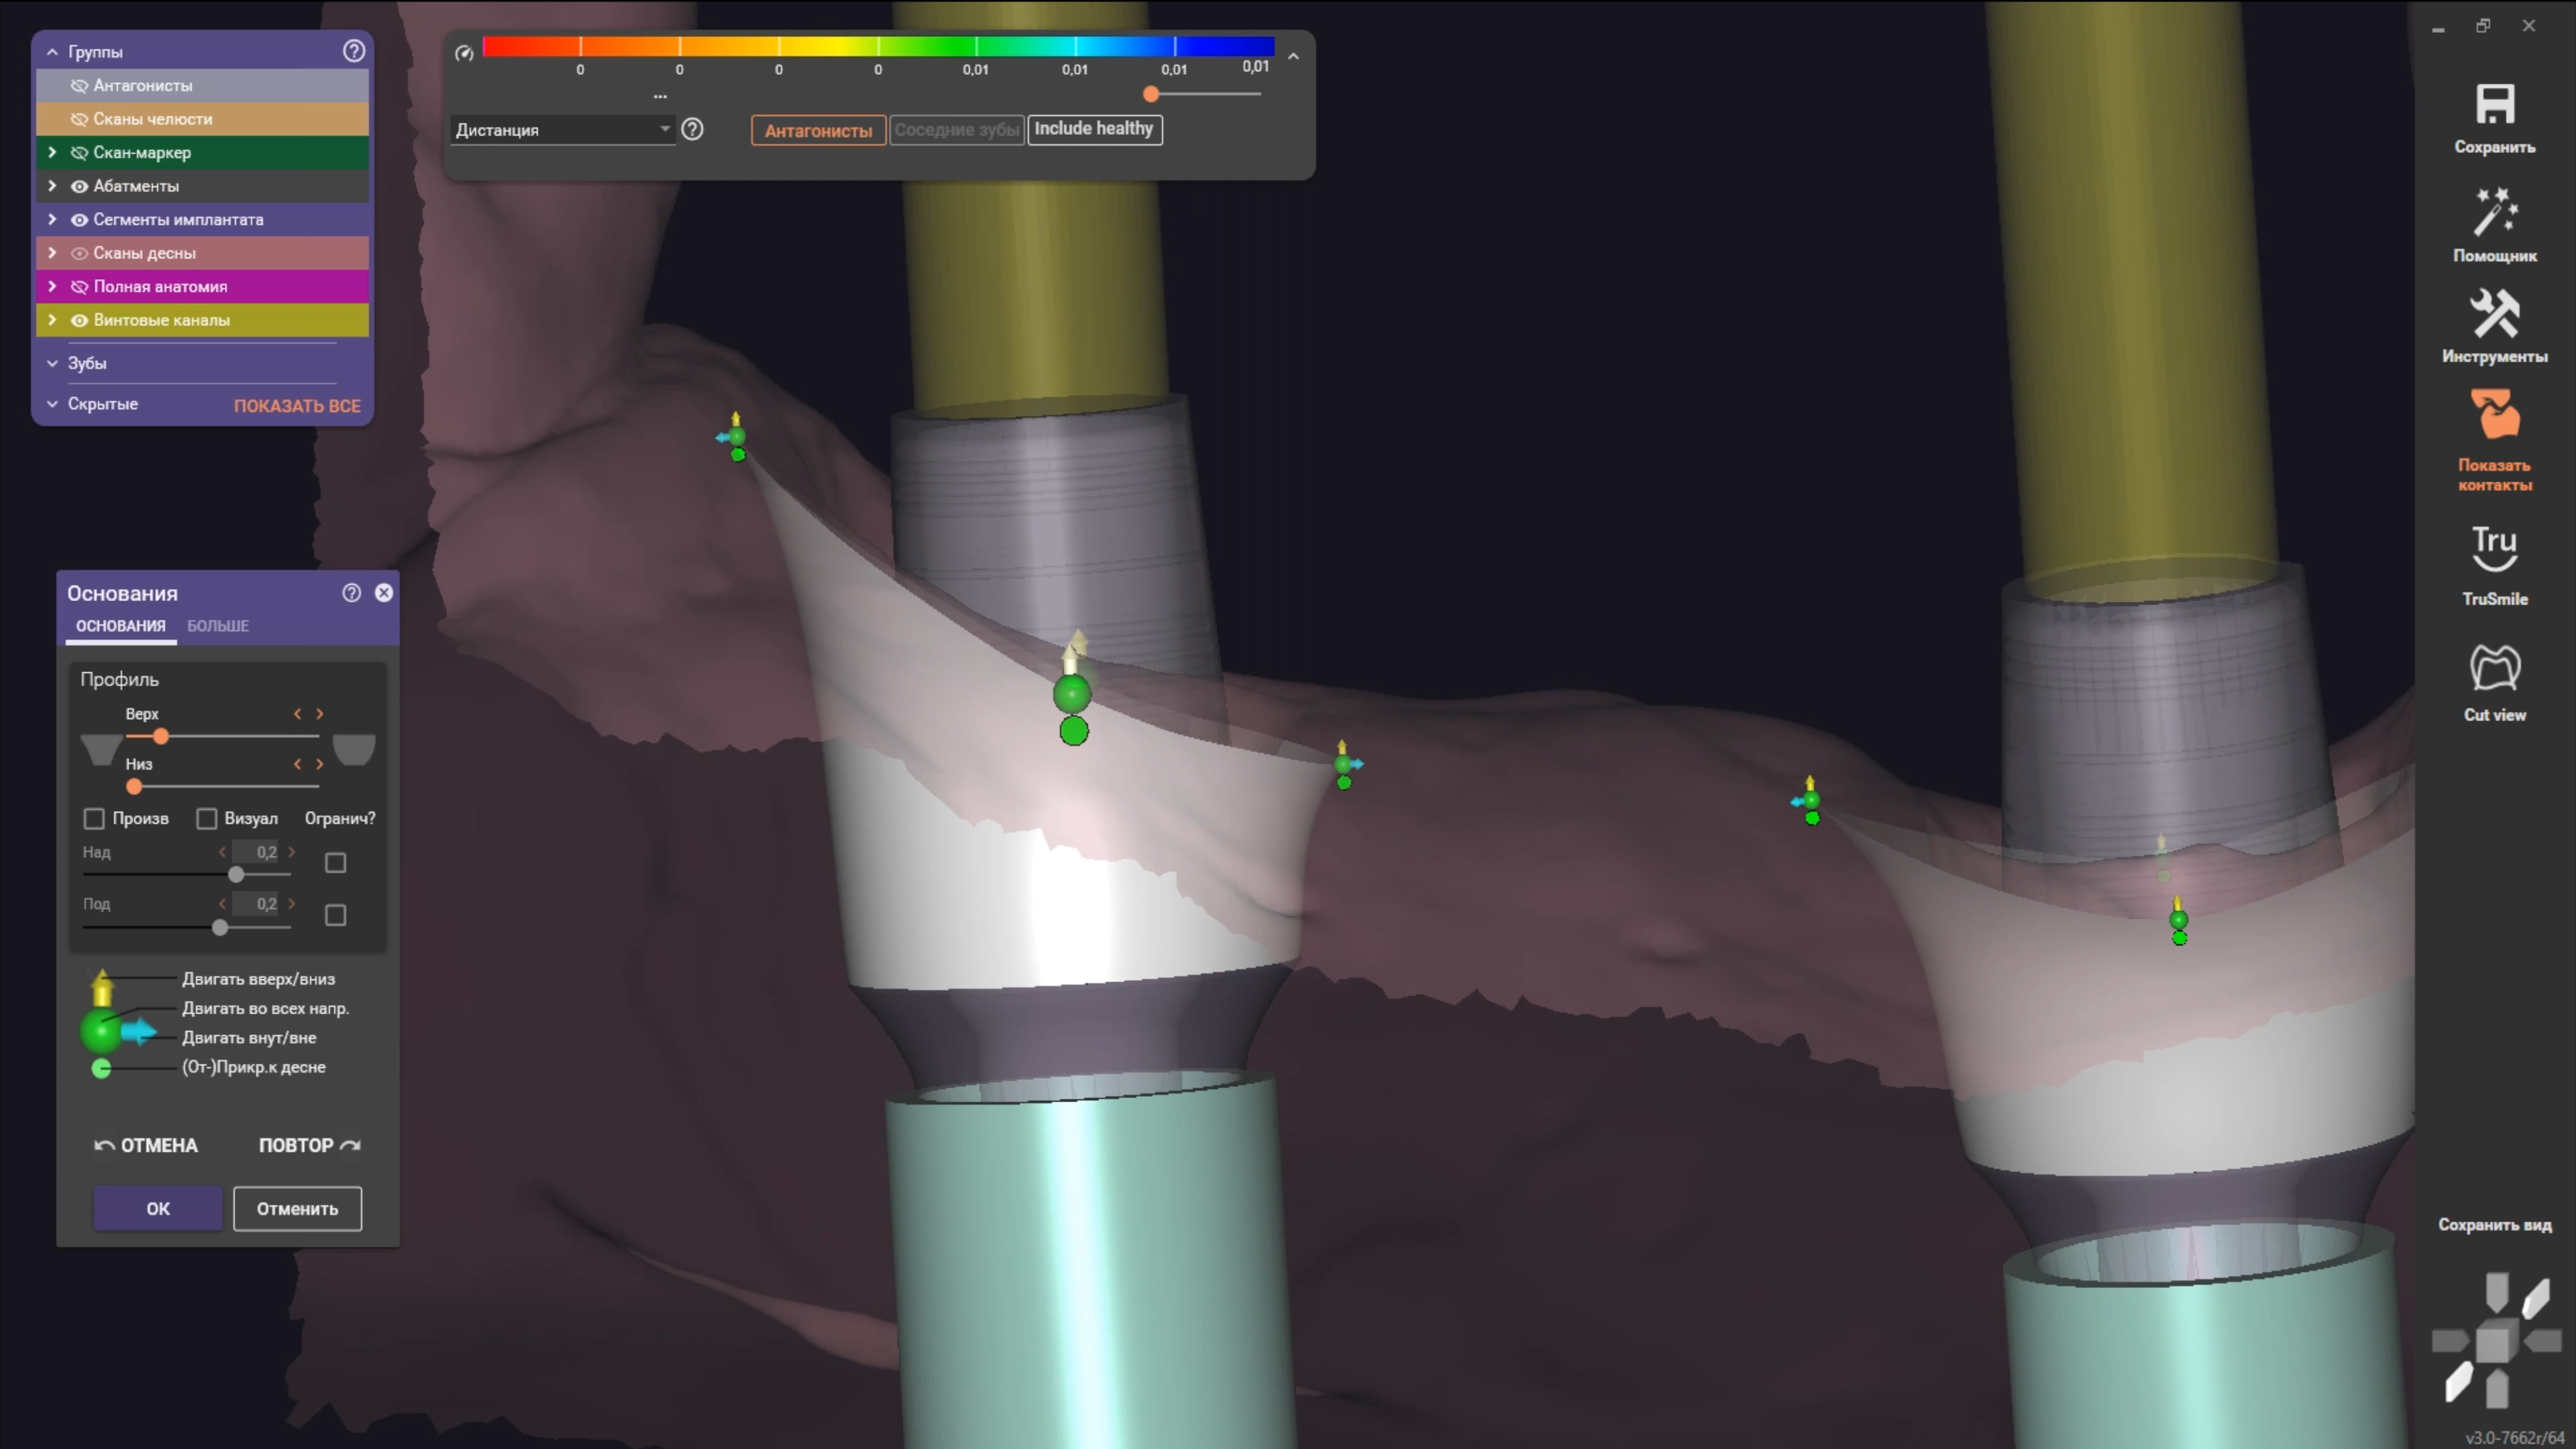 Группы
Антагонисты
Сканы челюсти
Скан-маркер
Абатменты
Сегменты имплантата
Сканы десны
Полная анатомия
Винтовые каналы
Зубы
Скрытые ПОКАЗАТЬ ВСЕ
0 0 0 0 0,01 0,01 0,01 0,01
...
Дистанция
Антагонисты Соседние зубы Include healthy
Основания
ОСНОВАНИЯ БОЛЬШЕ
Профиль
Верх
Низ
Произв Визуал Огранич?
Над 0,2
Под 0,2
Двигать вверх/вниз
Двигать во всех напр.
Двигать внут/вне
(От-)Прикр.к десне
ОТМЕНА ПОВТОР
OK Отменить
Сохранить
Помощник
Инструменты
Показать
контакты
Tru
TruSmile
Cut view
Сохранить вид
v3.0-7662r/64